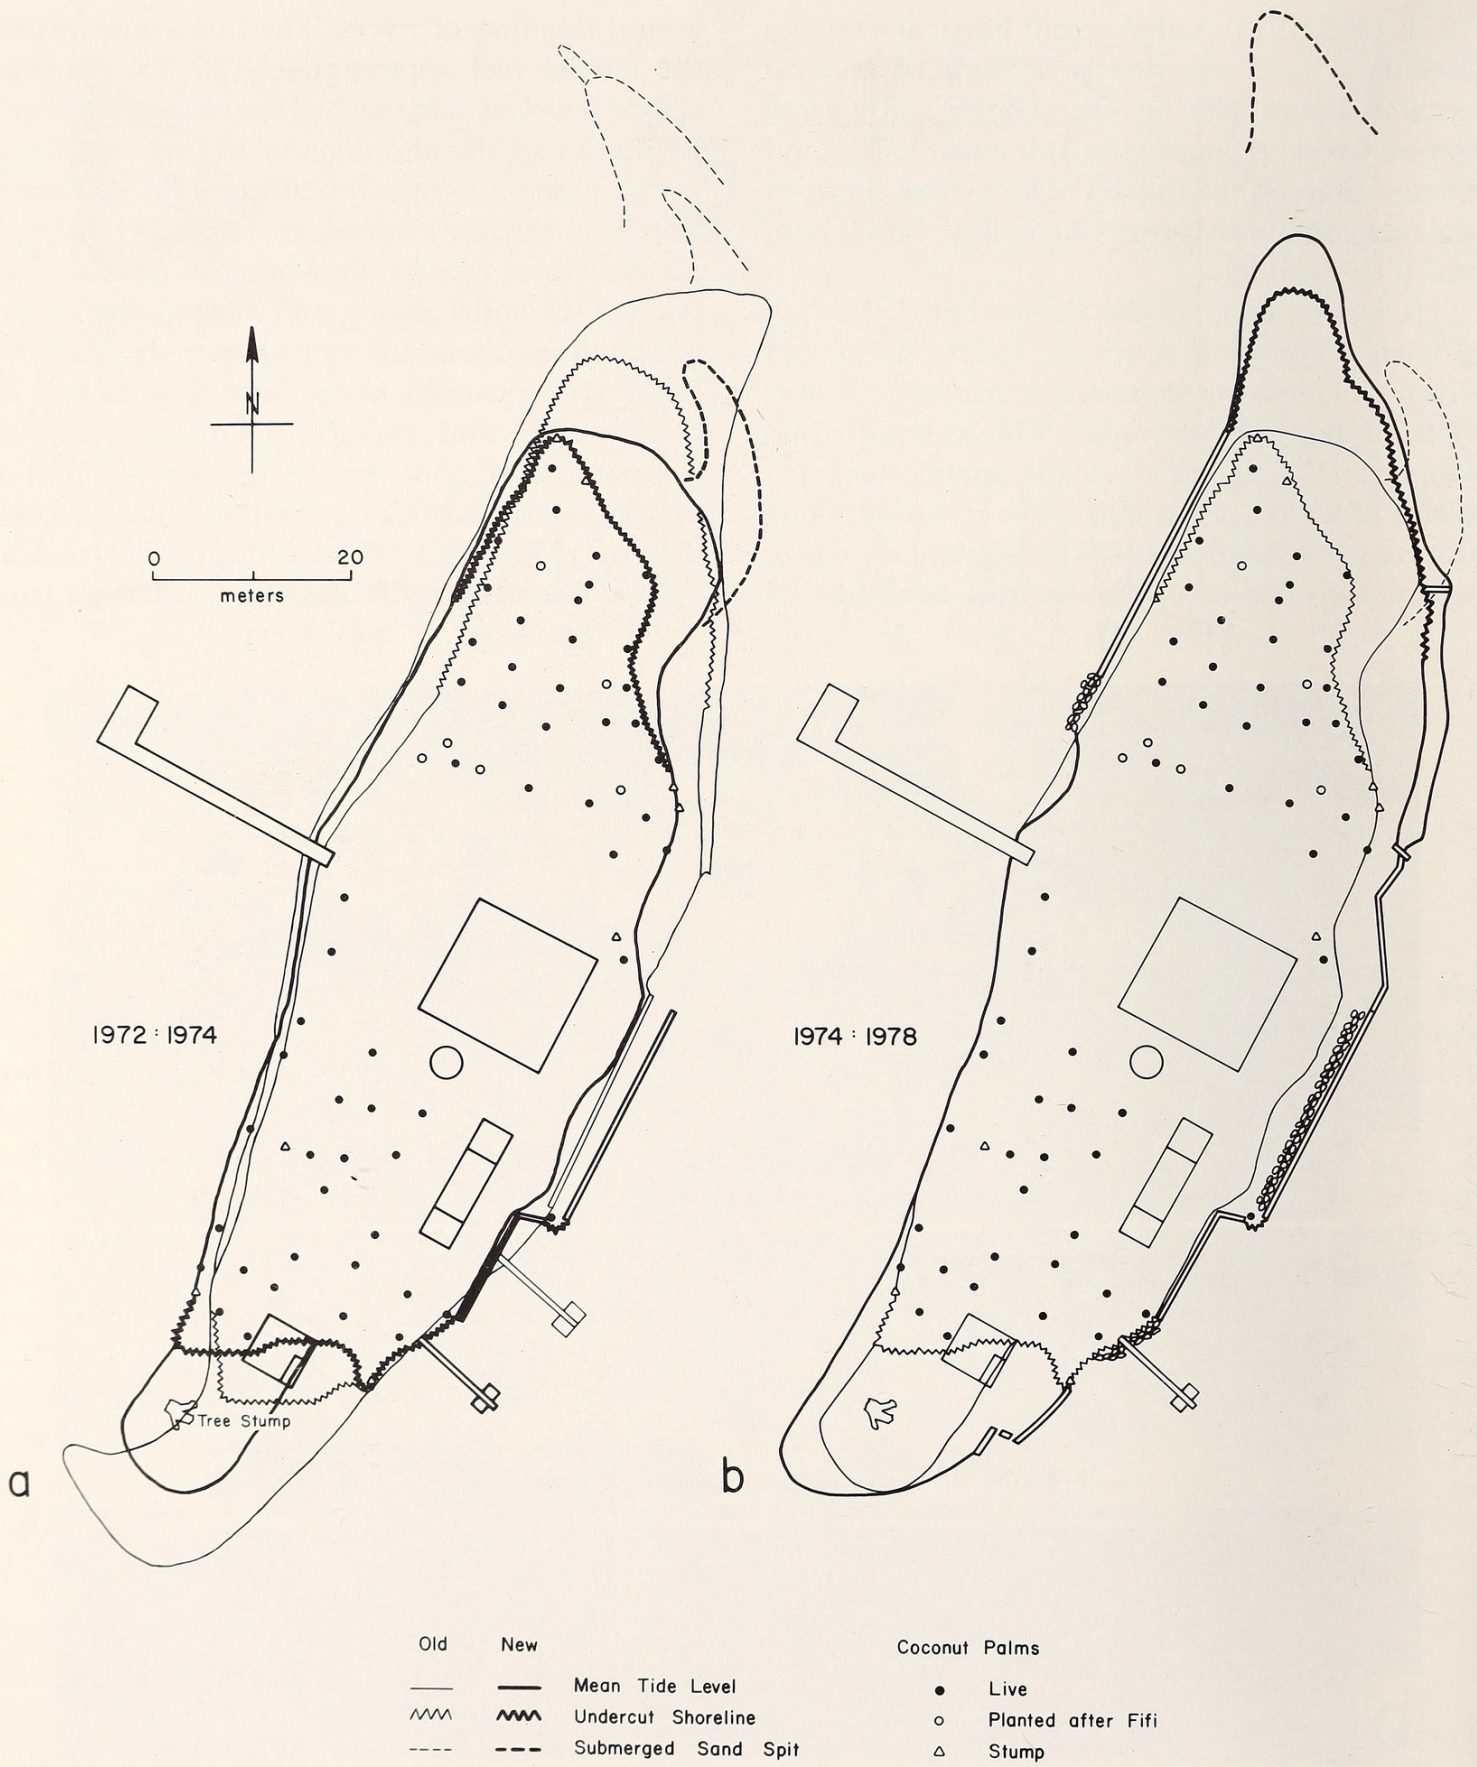 N
0 20
meters
1972 : 1974
1974 : 1978
Tree Stump
a
b
Old New
Mean Tide Level
Undercut Shoreline
Submerged Sand Spit
Coconut Palms
Live
Planted after Fifi
Stump